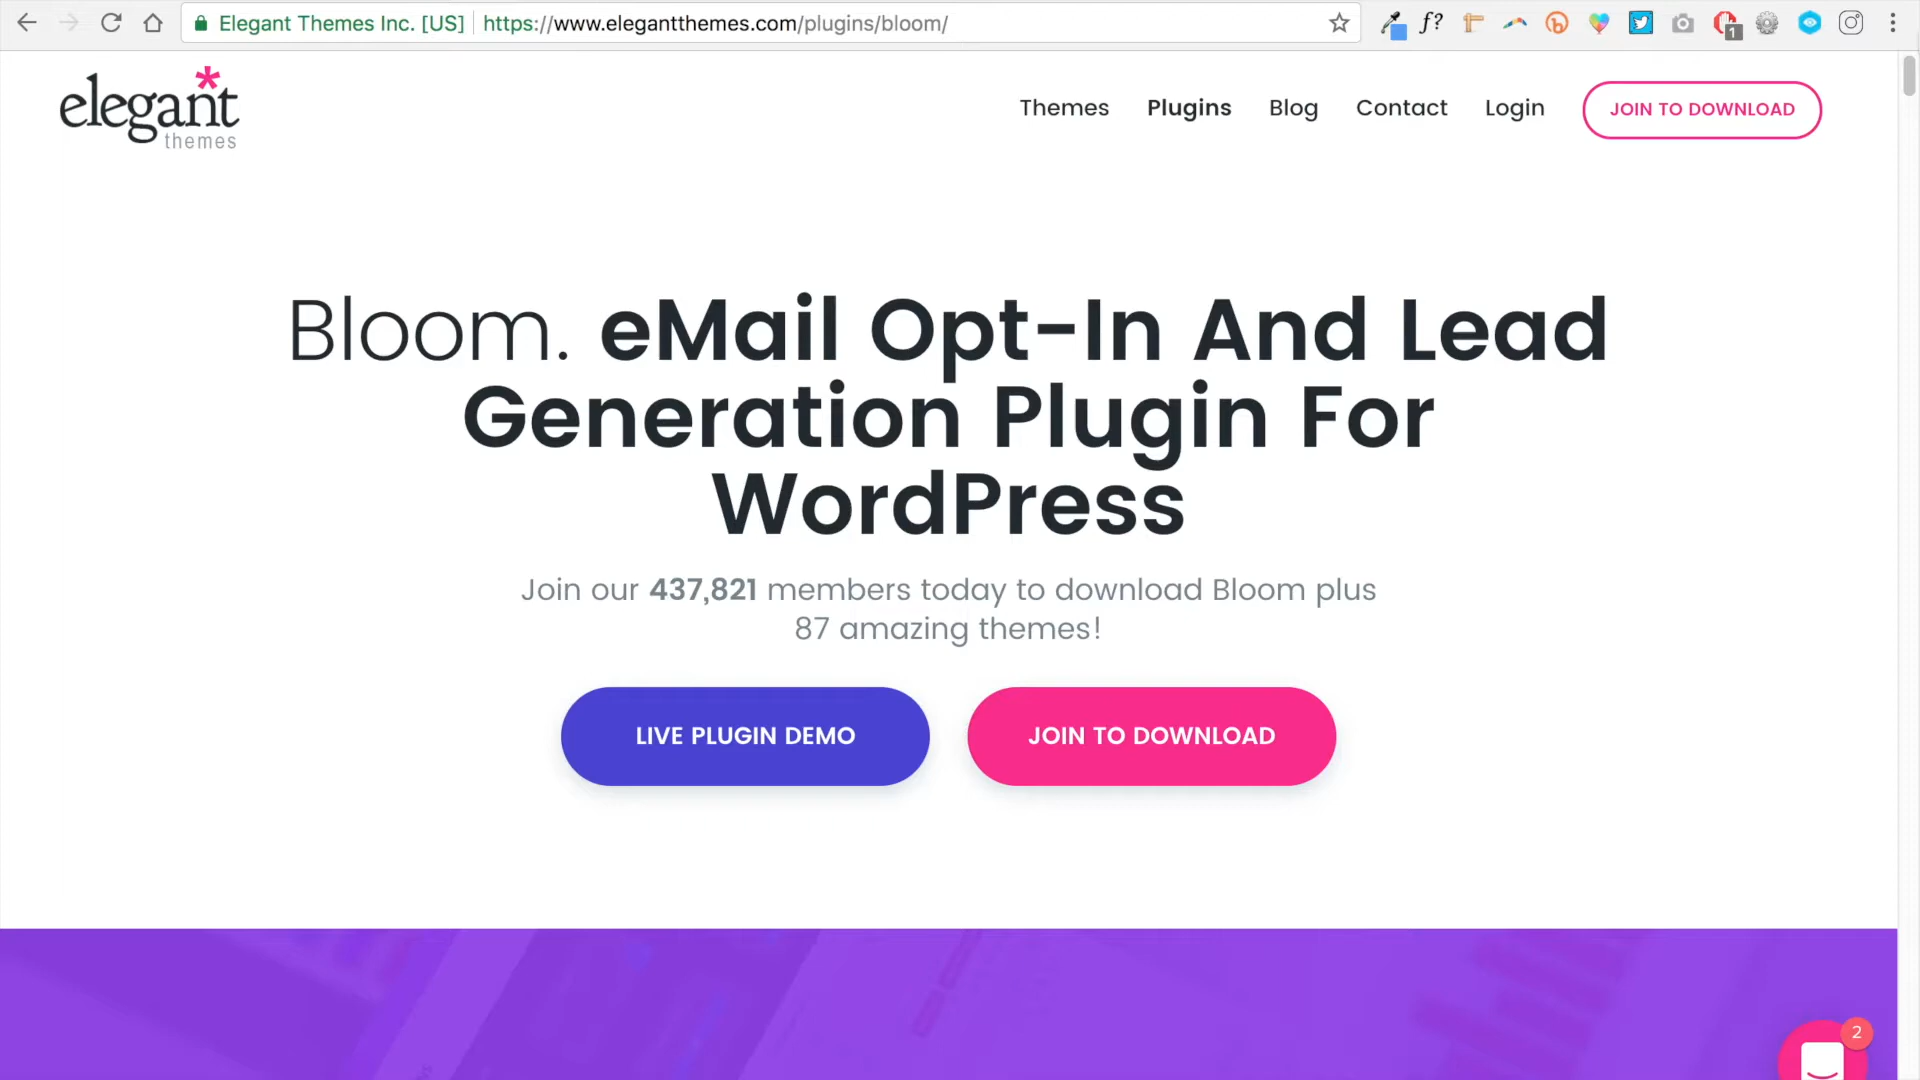 Elegant Themes Inc. [US] https://www.elegantthemes.com/plugins/bloom/
f?
1
elegant
themes
Themes Plugins Blog Contact Login JOIN TO DOWNLOAD
Bloom. eMail Opt-In And Lead
Generation Plugin For
WordPress
Join our 437,821 members today to download Bloom plus
87 amazing themes!
LIVE PLUGIN DEMO JOIN TO DOWNLOAD
2